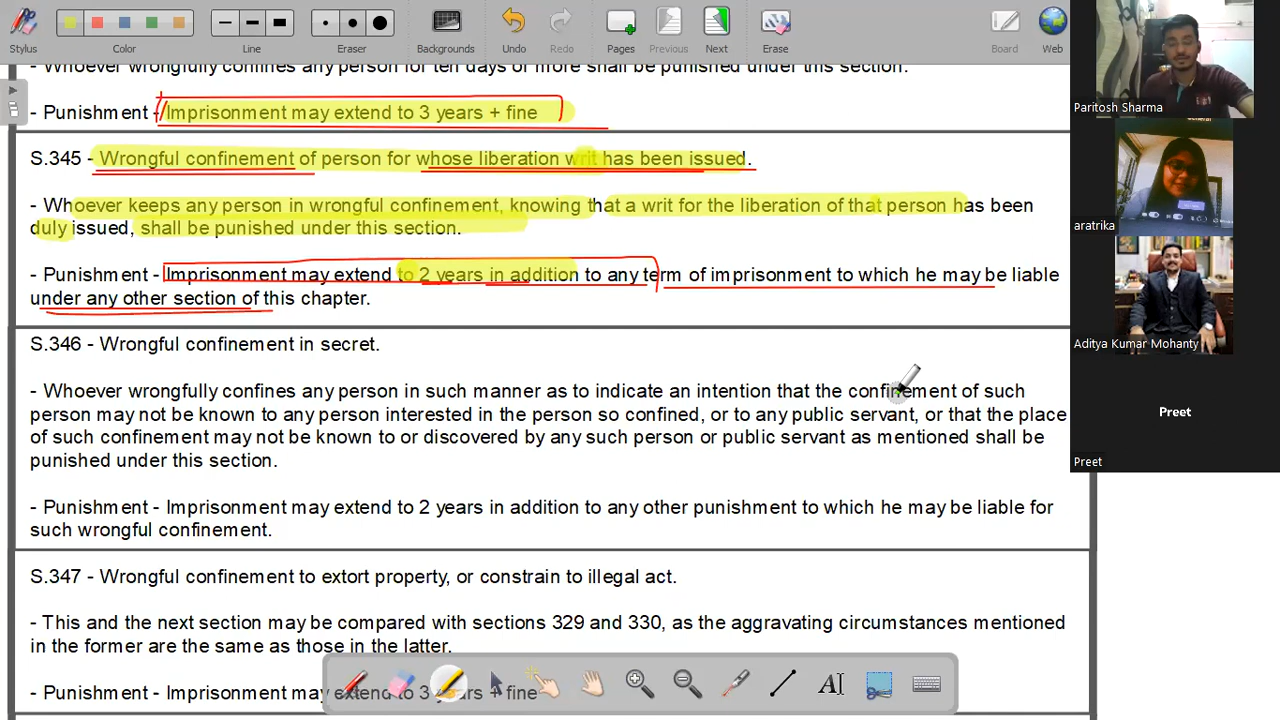 Stylus
Color
Line
Eraser
Backgrounds
Undo
Redo
Pages
Previous
Next
Erase
Board
Web
- Whoever wrongfully confines any person for ten days or more shall be punished under this section.
- Punishment - Imprisonment may extend to 3 years + fine
S.345 - Wrongful confinement of person for whose liberation writ has been issued.
- Whoever keeps any person in wrongful confinement, knowing that a writ for the liberation of that person has been
duly issued, shall be punished under this section.
- Punishment - Imprisonment may extend to 2 years in addition to any term of imprisonment to which he may be liable
under any other section of this chapter.
S.346 - Wrongful confinement in secret.
- Whoever wrongfully confines any person in such manner as to indicate an intention that the confinement of such
person may not be known to any person interested in the person so confined, or to any public servant, or that the place
of such confinement may not be known to or discovered by any such person or public servant as mentioned shall be
punished under this section.
- Punishment - Imprisonment may extend to 2 years in addition to any other punishment to which he may be liable for
such wrongful confinement.
S.347 - Wrongful confinement to extort property, or constrain to illegal act.
- This and the next section may be compared with sections 329 and 330, as the aggravating circumstances mentioned
in the former are the same as those in the latter.
- Punishment - Imprisonment may extend to 3 years + fine
Paritosh Sharma
aratrika
Aditya Kumar Mohanty
Preet
Preet